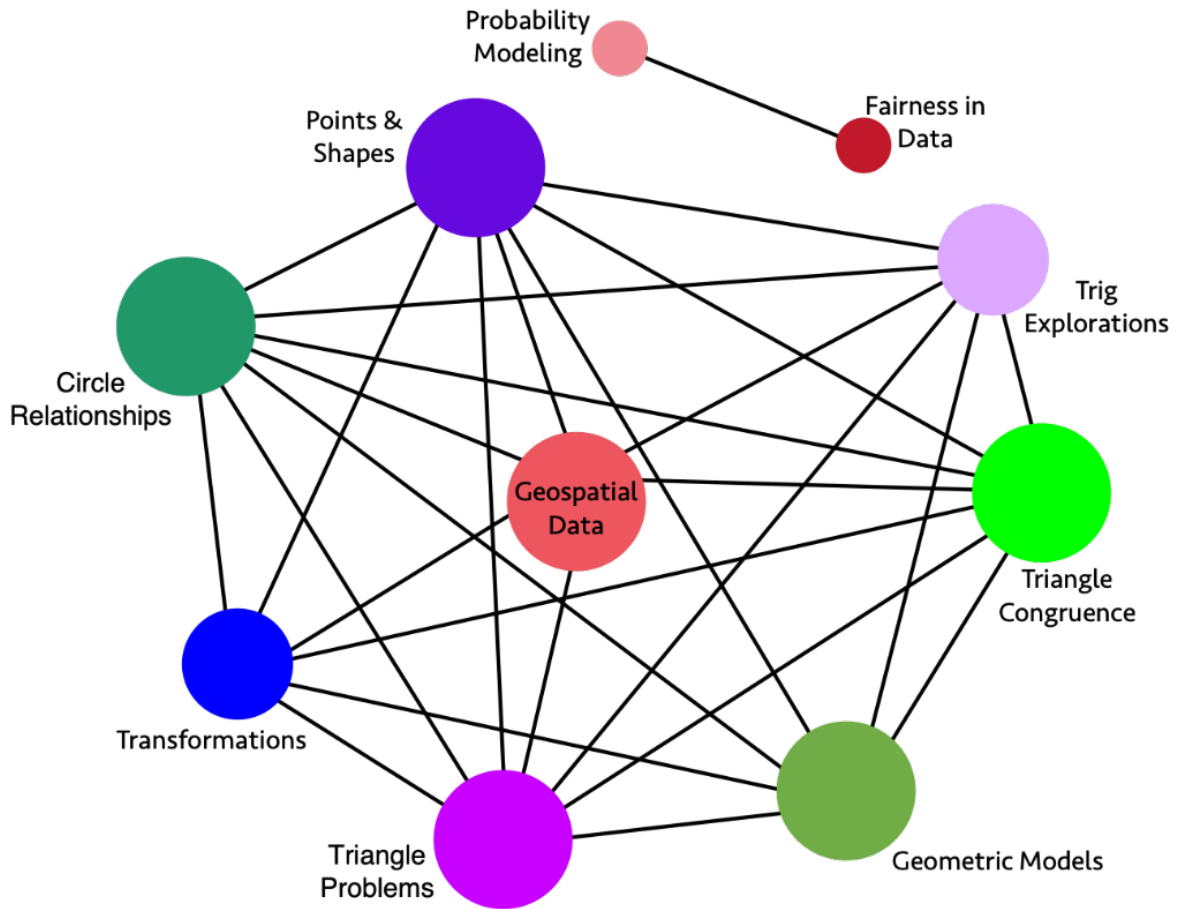 Probability
Modeling
Fairness in
Data
Points &
Shapes
Trig
Explorations
Circle
Relationships
Geospatial
Data
Triangle
Congruence
Transformations
Triangle
Problems
Geometric Models